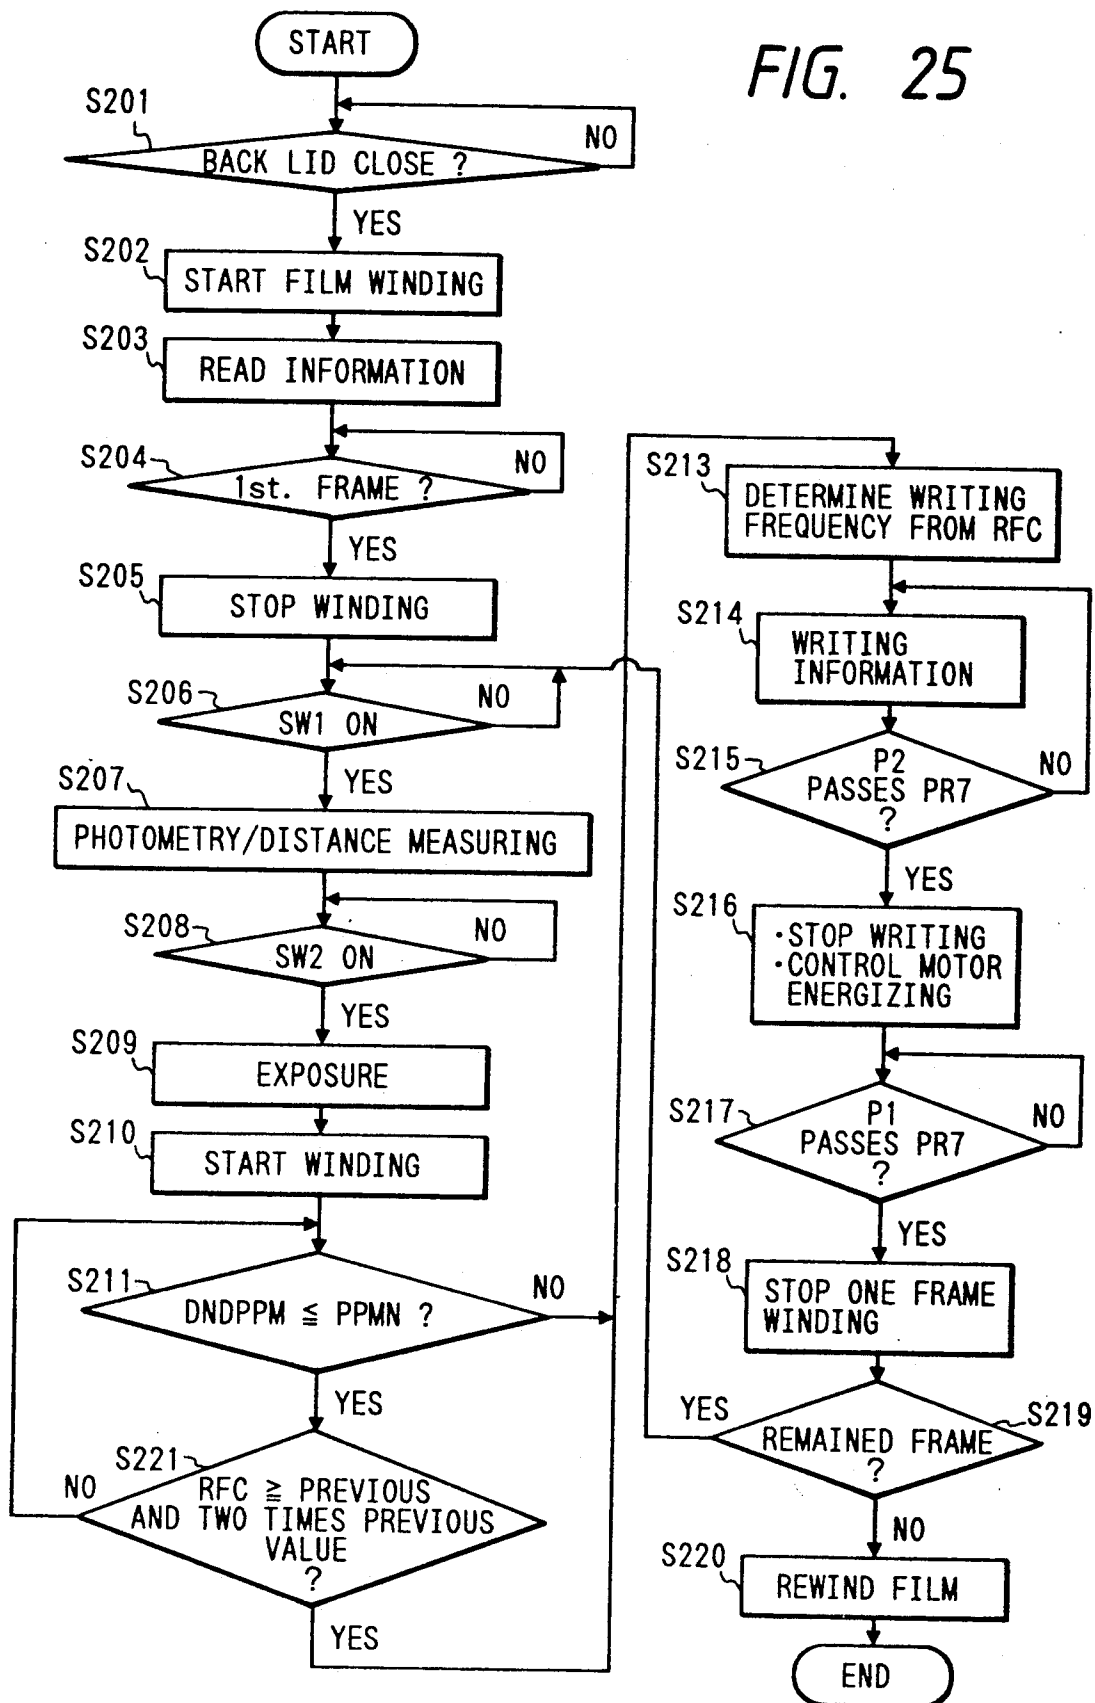 FIG. 25
START
S201
BACK LID CLOSE ?
NO
YES
S202
START FILM WINDING
S203
READ INFORMATION
S204
1st. FRAME ?
NO
YES
S205
STOP WINDING
S206
SW1 ON
NO
YES
S207
PHOTOMETRY/DISTANCE MEASURING
S208
SW2 ON
NO
YES
S209
EXPOSURE
S210
START WINDING
S211
DNDPPM ≦ PPMN ?
NO
YES
S221
RFC ≧ PREVIOUS
AND TWO TIMES PREVIOUS
VALUE
?
NO
YES
S213
DETERMINE WRITING
FREQUENCY FROM RFC
S214
WRITING
INFORMATION
S215
P2
PASSES PR7
?
NO
YES
S216
·STOP WRITING
·CONTROL MOTOR
ENERGIZING
S217
P1
PASSES PR7
?
NO
YES
S218
STOP ONE FRAME
WINDING
S219
REMAINED FRAME
?
YES
NO
S220
REWIND FILM
END